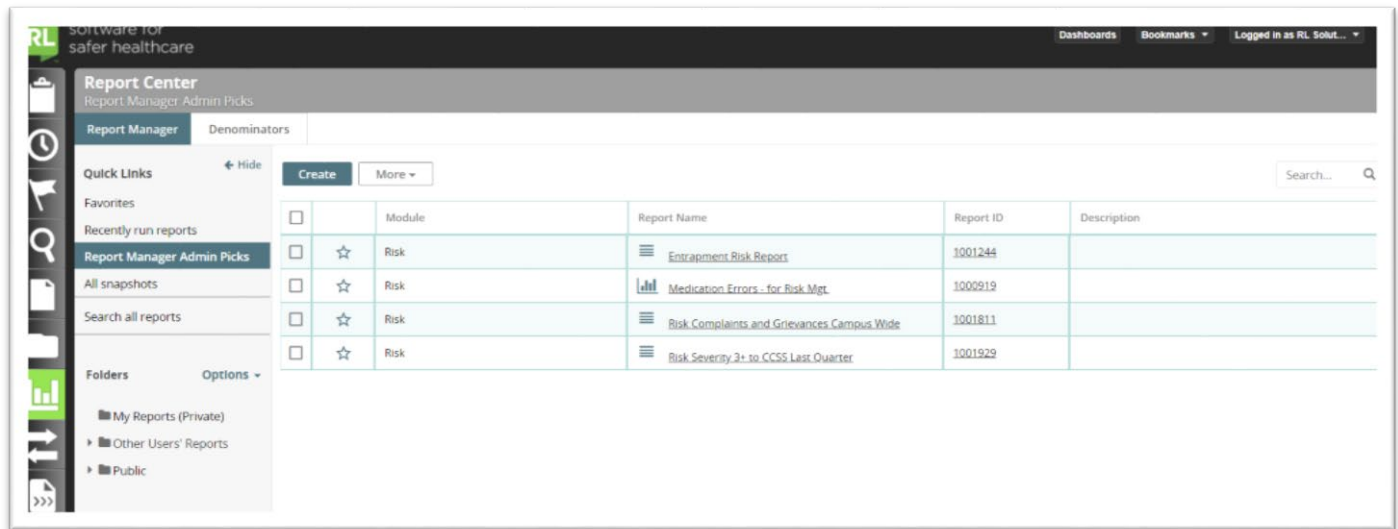 RL
software for
safer healthcare
Dashboards
Bookmarks
Logged in as RL Solut...
Report Center
Report Manager Admin Picks
Report Manager
Denominators
Quick Links
Hide
Favorites
Recently run reports
Report Manager Admin Picks
All snapshots
Search all reports
Folders
Options
My Reports (Private)
Other Users' Reports
Public
Create
More
Search...
Module Report Name Report ID Description
Risk Entrapment Risk Report 1001244
Risk Medication Errors - for Risk Mgt. 1000919
Risk Risk Complaints and Grievances Campus Wide 1001811
Risk Risk Severity 3+ to CCSS Last Quarter 1001929